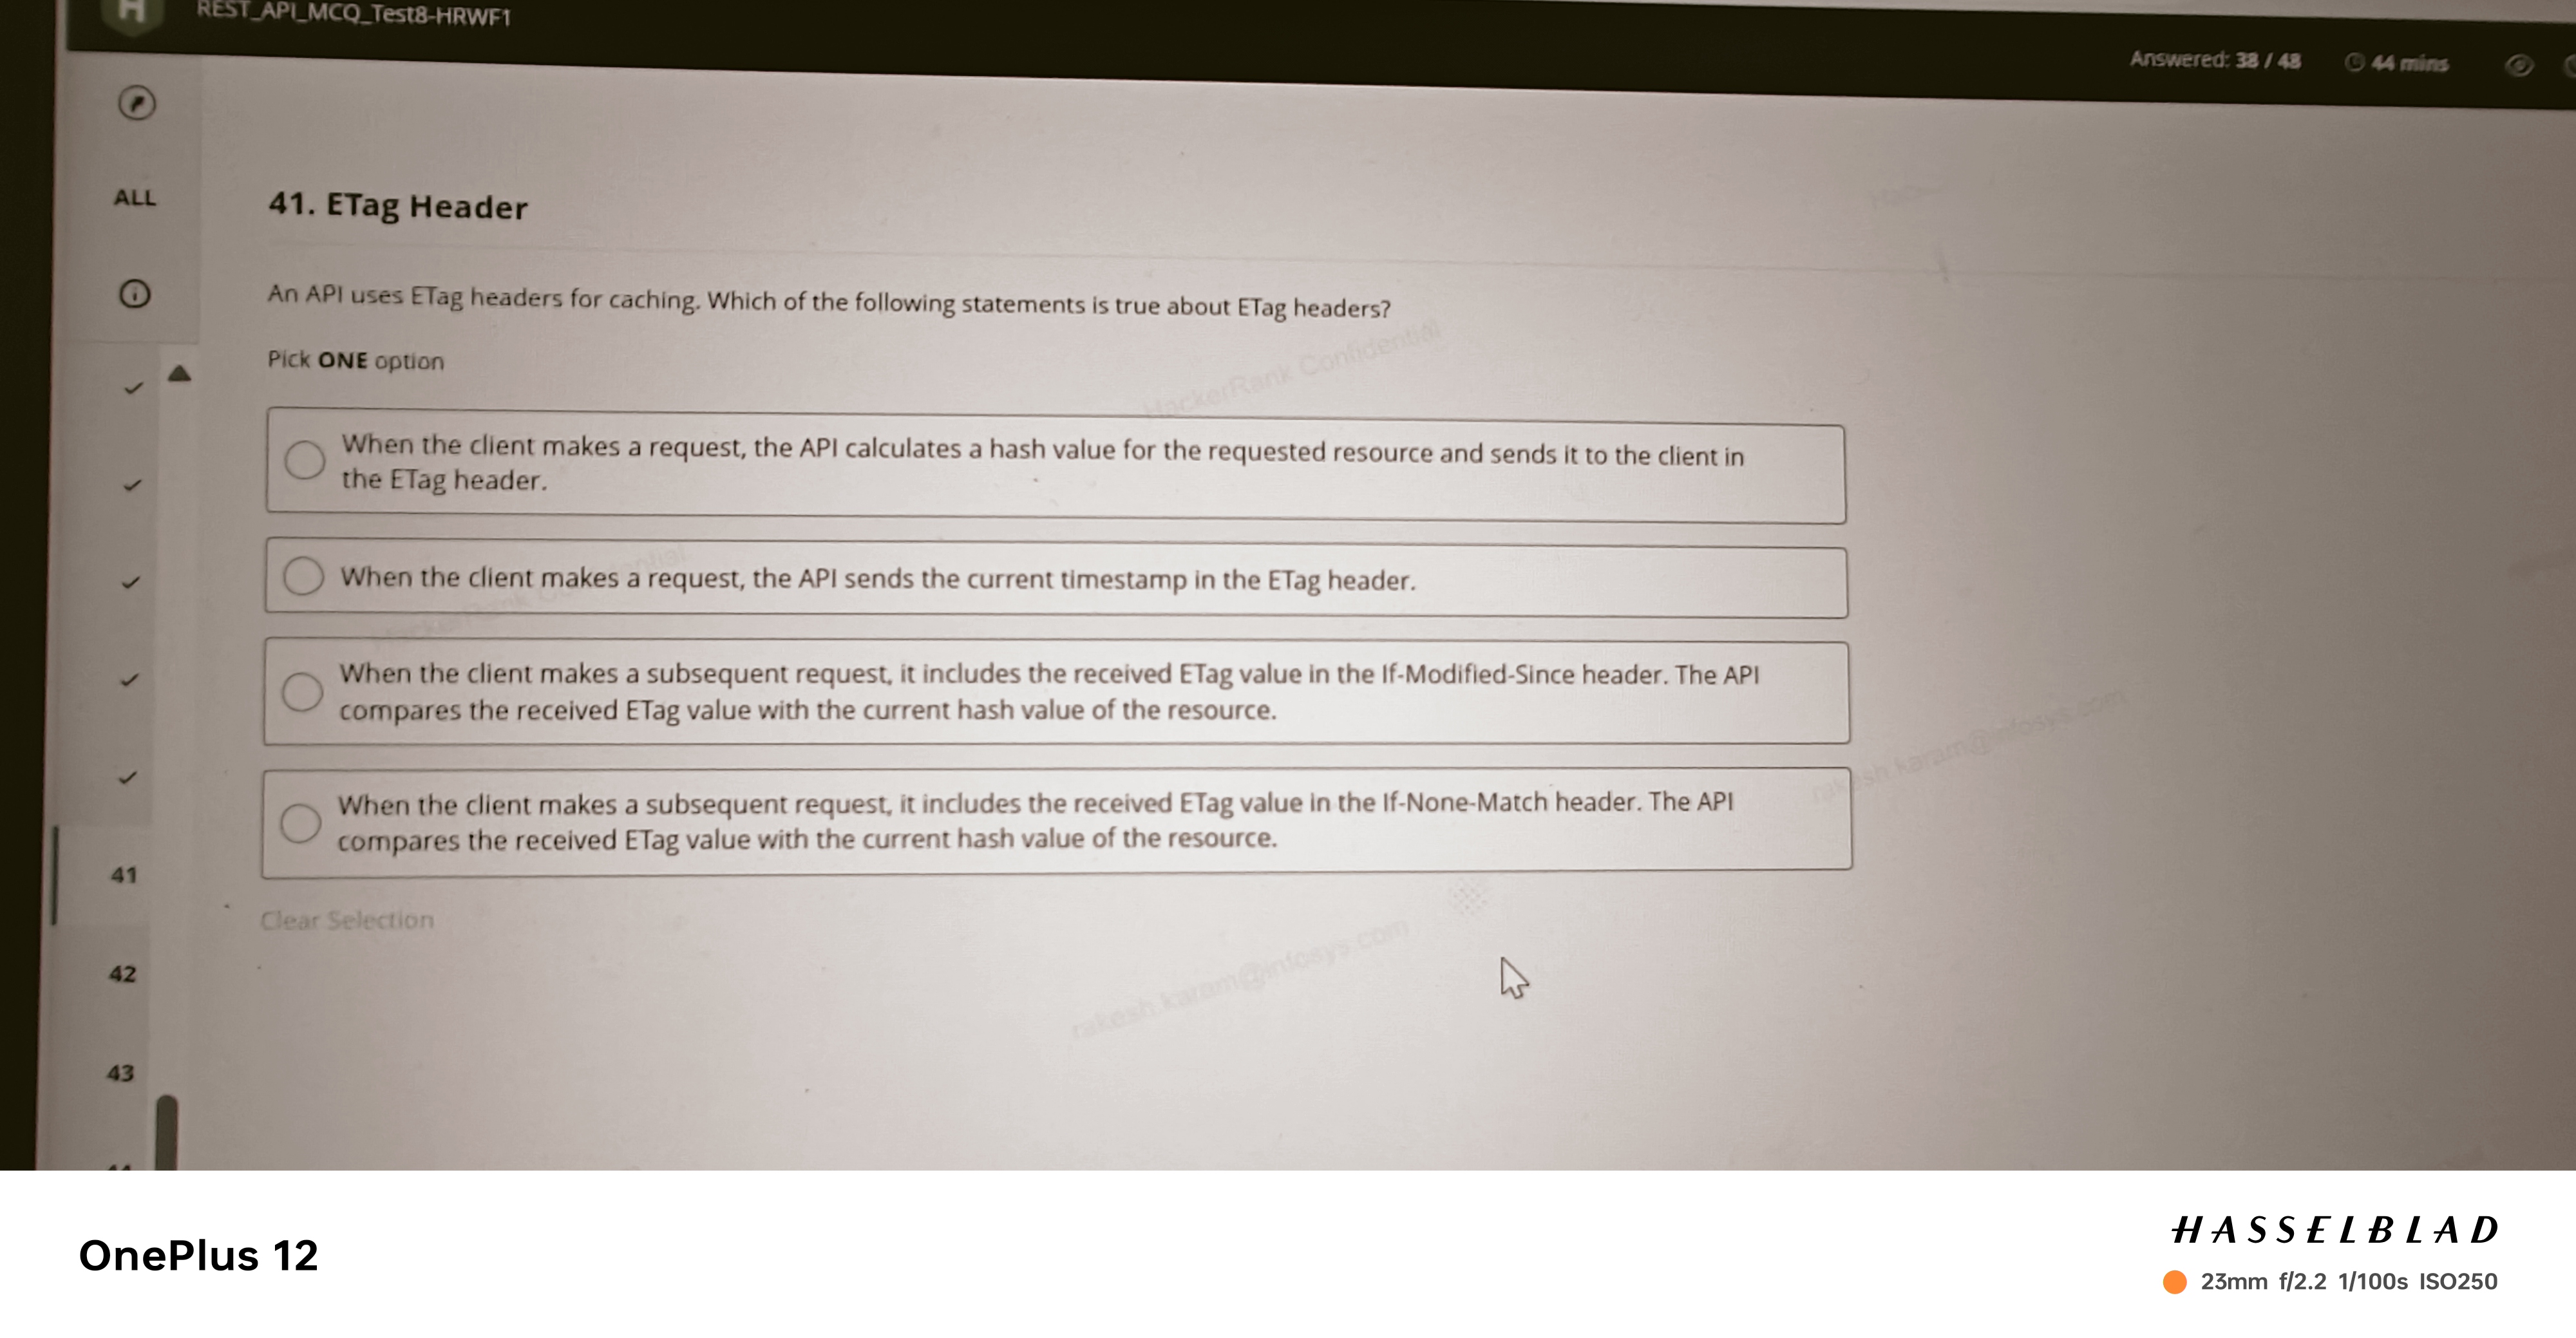 H REST_API_MCQ_Test8-HRWF1
Answered: 38 / 48 44 mins
ALL
41. ETag Header
An API uses ETag headers for caching. Which of the following statements is true about ETag headers?
Pick ONE option
HackerRank Confidential
When the client makes a request, the API calculates a hash value for the requested resource and sends it to the client in
the ETag header.
When the client makes a request, the API sends the current timestamp in the ETag header.
When the client makes a subsequent request, it includes the received ETag value in the If-Modified-Since header. The API
compares the received ETag value with the current hash value of the resource.
rakesh.karam@infosys.com
When the client makes a subsequent request, it includes the received ETag value in the If-None-Match header. The API
compares the received ETag value with the current hash value of the resource.
41
Clear Selection
rakesh.karam@infosys.com
42
43
OnePlus 12
HASSELBLAD
23mm f/2.2 1/100s ISO250